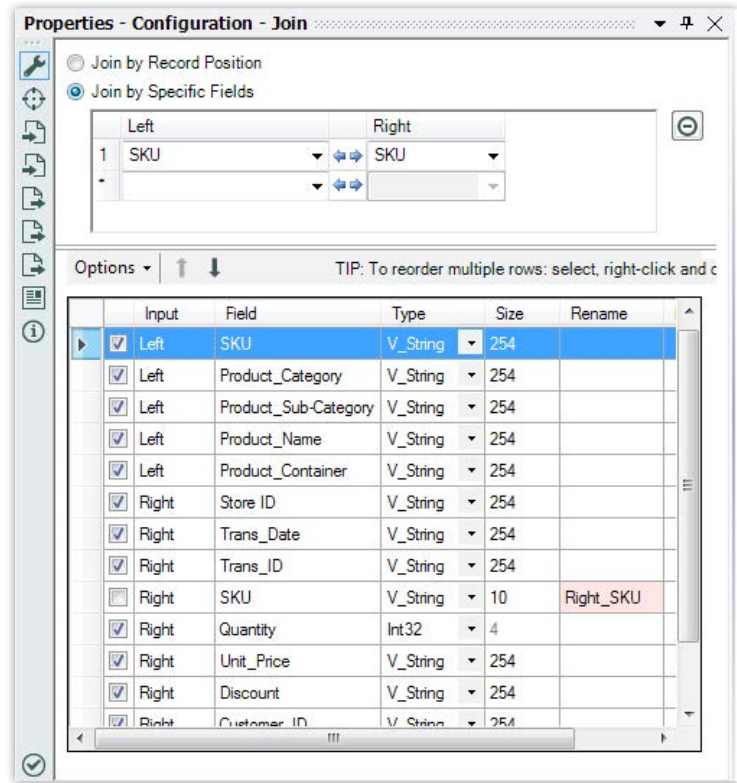 Properties - Configuration - Join
Join by Record Position
Join by Specific Fields
Left Right
1 SKU SKU
*
Options TIP: To reorder multiple rows: select, right-click and
Input Field Type Size Rename
Left SKU V_String 254
Left Product_Category V_String 254
Left Product_Sub-Category V_String 254
Left Product_Name V_String 254
Left Product_Container V_String 254
Right Store ID V_String 254
Right Trans_Date V_String 254
Right Trans_ID V_String 254
Right SKU V_String 10 Right_SKU
Right Quantity Int32 4
Right Unit_Price V_String 254
Right Discount V_String 254
Right Customer_ID V_String 254